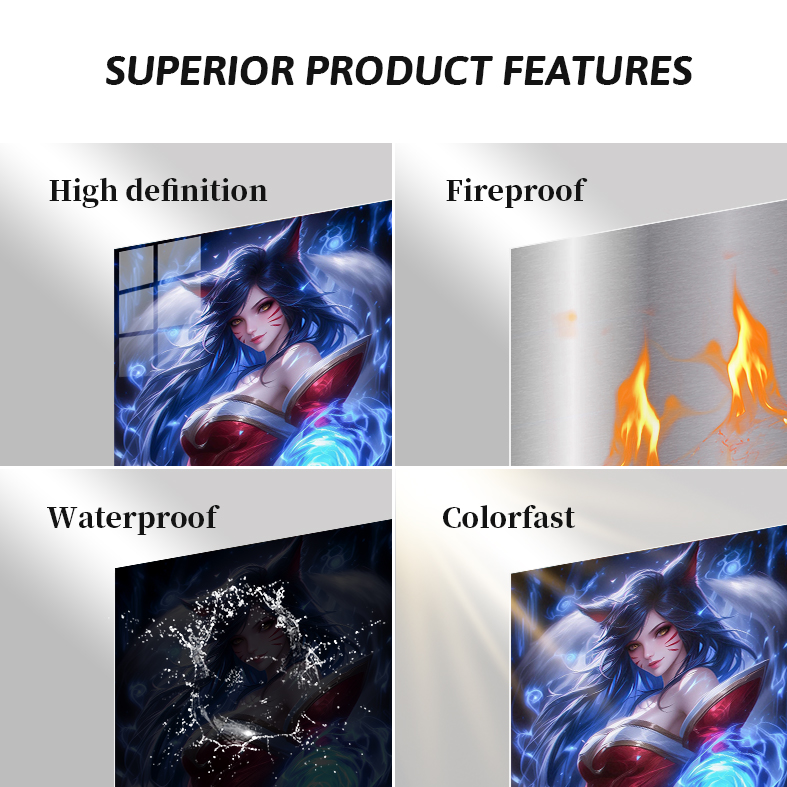 SUPERIOR PRODUCT FEATURES
High definition
Fireproof
Waterproof
Colorfast